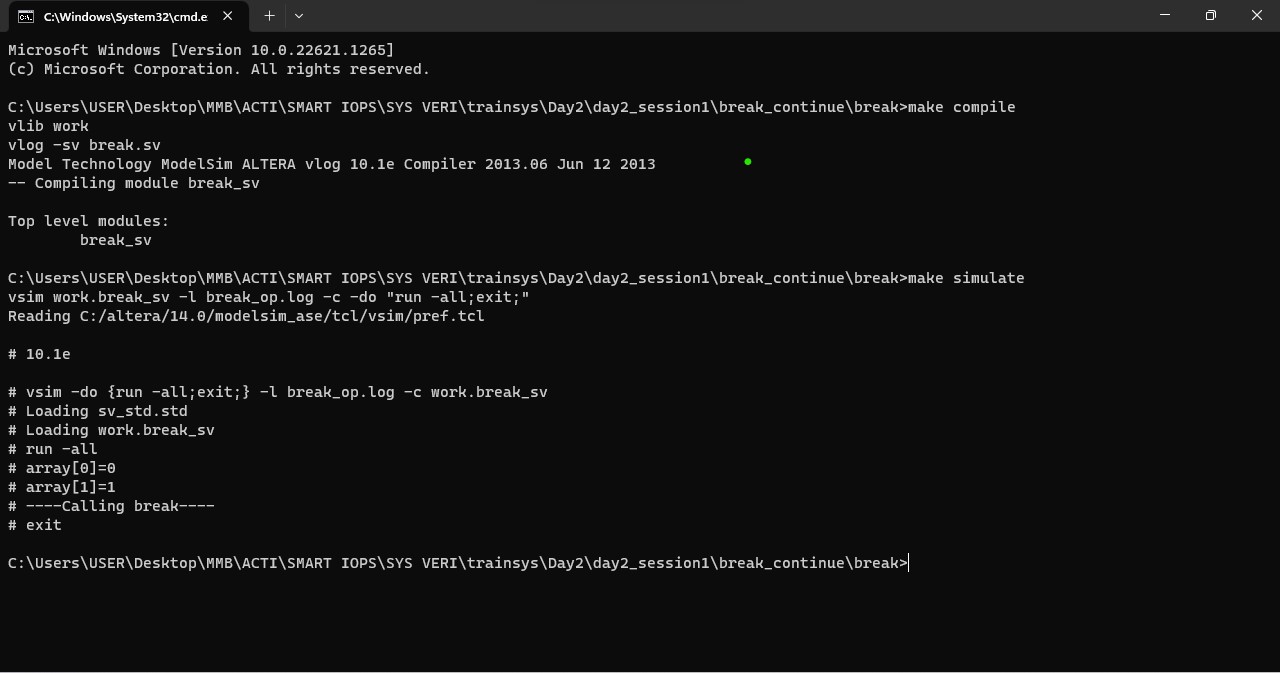 C:\Windows\System32\cmd.e
Microsoft Windows [Version 10.0.22621.1265]
(c) Microsoft Corporation. All rights reserved.
C:\Users\USER\Desktop\MMB\ACTI\SMART IOPS\SYS VERI\trainsys\Day2\day2_session1\break_continue\break>make compile
vlib work
vlog -sv break.sv
Model Technology ModelSim ALTERA vlog 10.1e Compiler 2013.06 Jun 12 2013
-- Compiling module break_sv
Top level modules:
break_sv
C:\Users\USER\Desktop\MMB\ACTI\SMART IOPS\SYS VERI\trainsys\Day2\day2_session1\break_continue\break>make simulate
vsim work.break_sv -l break_op.log -c -do "run -all;exit;"
Reading C:/altera/14.0/modelsim_ase/tcl/vsim/pref.tcl
# 10.1e
# vsim -do {run -all;exit;} -l break_op.log -c work.break_sv
# Loading sv_std.std
# Loading work.break_sv
# run -all
# array[0]=0
# array[1]=1
# ----Calling break----
# exit
C:\Users\USER\Desktop\MMB\ACTI\SMART IOPS\SYS VERI\trainsys\Day2\day2_session1\break_continue\break>